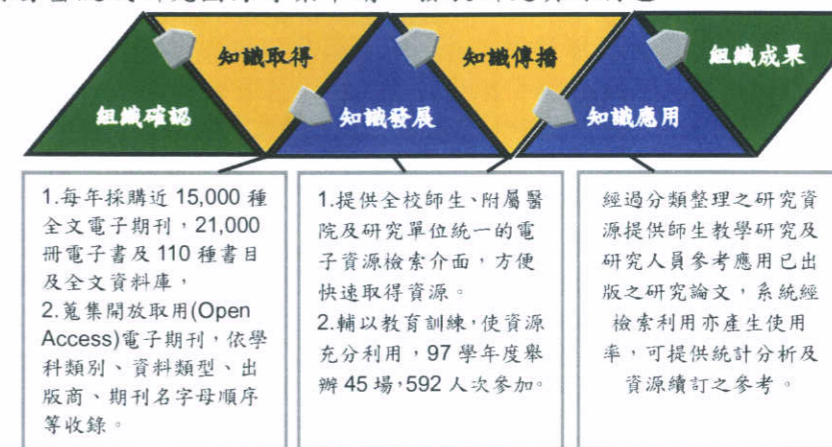 知識取得
知識傳播
組織成果
組織確認
知識發展
知識應用
1.每年採購近 15,000 種
全文電子期刊,21,000
冊電子書及 110 種書目
及全文資料庫,
2.蒐集開放取用(Open
Access)電子期刊,依學
科類別、資料類型、出
版商、期刊名字母順序
等收錄。
1.提供全校師生、附屬醫
院及研究單位統一的電
子資源檢索介面,方便
快速取得資源。
2.輔以教育訓練,使資源
充分利用,97 學年度舉
辦 45 場,592 人次參加。
經過分類整理之研究資
源提供師生教學研究及
研究人員參考應用已出
版之研究論文,系統經
檢索利用亦產生使用
率,可提供統計分析及
資源續訂之參考。